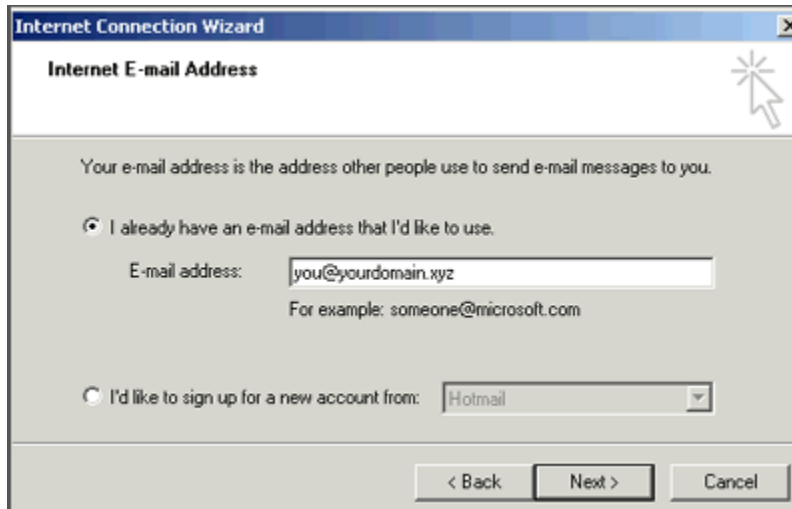 Internet Connection Wizard
Internet E-mail Address
Your e-mail address is the address other people use to send e-mail messages to you.
I already have an e-mail address that I'd like to use.
E-mail address: you@yourdomain.xyz
For example: someone@microsoft.com
I'd like to sign up for a new account from: Hotmail
< Back Next > Cancel